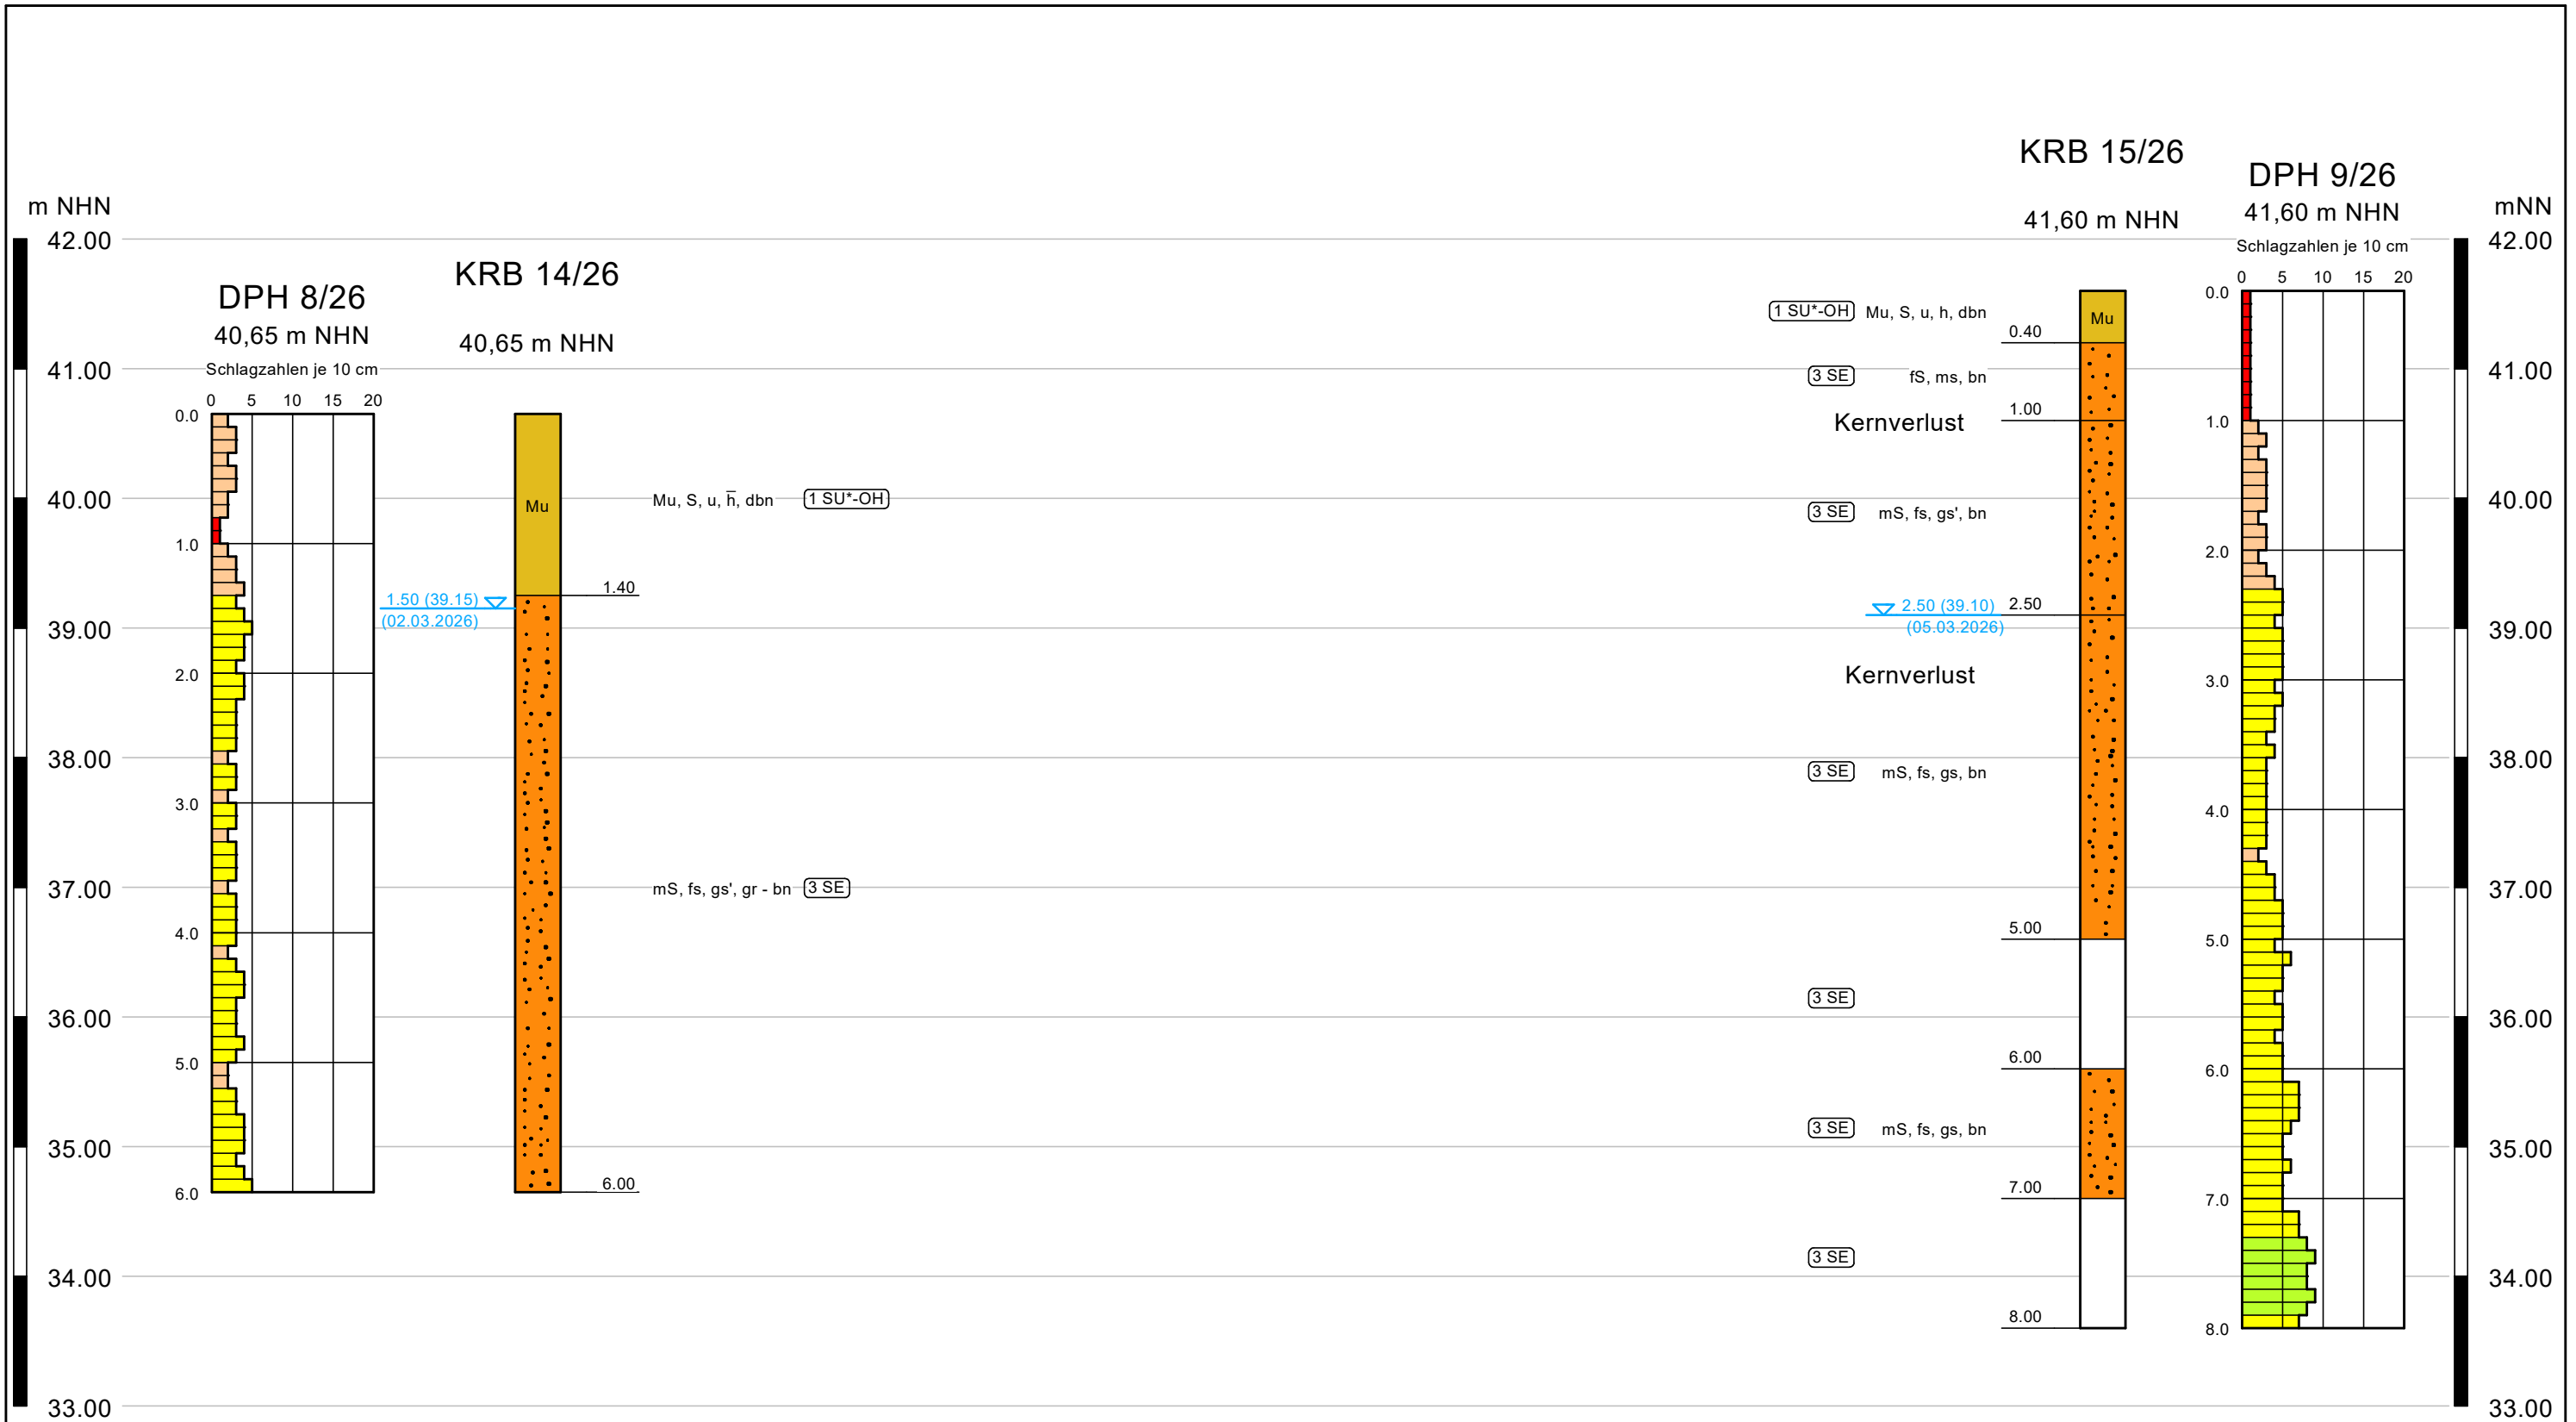 KRB 15/26
DPH 9/26
m NHN
41,60 m NHN
41,60 m NHN
mNN
42.00
Schlagzahlen je 10 cm
42.00
KRB 14/26
DPH 8/26
0 5 10 15 20
40,65 m NHN
40,65 m NHN
0.0
1 SU*-OH Mu, S, u, h, dbn
Mu
0.40
41.00
Schlagzahlen je 10 cm
3 SE fS, ms, bn
41.00
0 5 10 15 20
0.0
1.00
Kernverlust
1.0
40.00
Mu
Mu, S, u, h̅, dbn 1 SU*-OH
3 SE mS, fs, gs', bn
40.00
1.0
2.0
1.40
1.50 (39.15)
2.50 (39.10) 2.50
(02.03.2026)
(05.03.2026)
39.00
39.00
2.0
Kernverlust
3.0
38.00
3 SE mS, fs, gs, bn
38.00
3.0
4.0
37.00
mS, fs, gs', gr - bn 3 SE
37.00
4.0
5.00
5.0
3 SE
36.00
36.00
5.0
6.00
6.0
35.00
3 SE mS, fs, gs, bn
35.00
6.0
6.00
7.00
7.0
3 SE
34.00
34.00
8.00
8.0
33.00
33.00